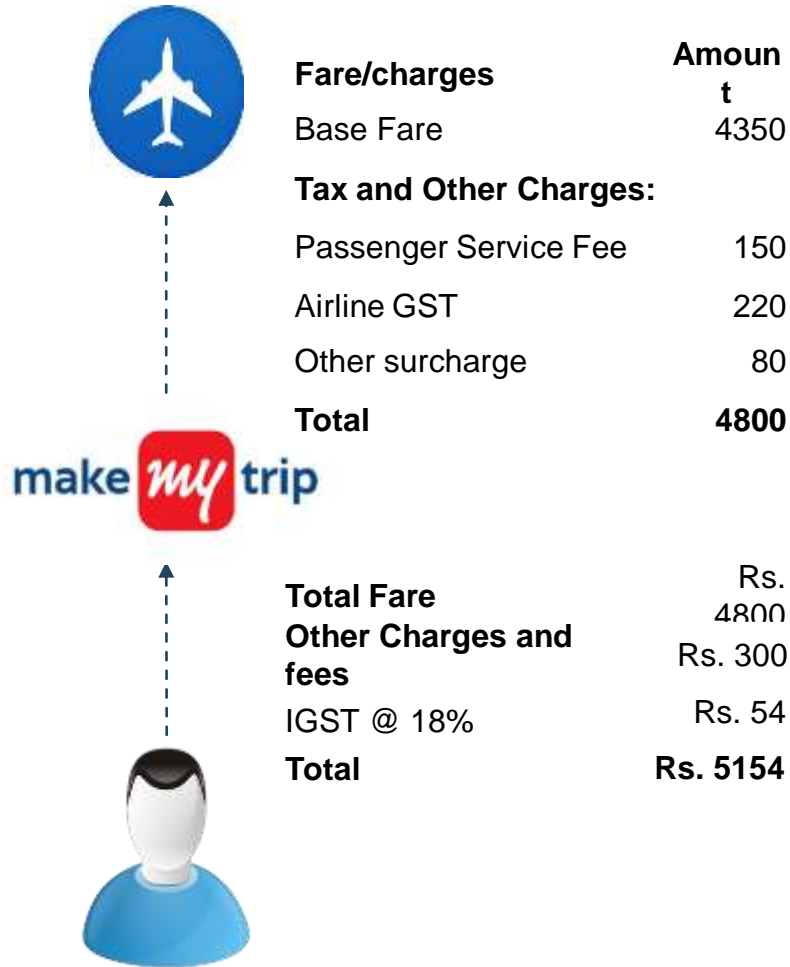 Fare/charges Amoun
t
Base Fare 4350
Tax and Other Charges:
Passenger Service Fee 150
Airline GST 220
Other surcharge 80
Total 4800
make my trip
Total Fare Rs.
4800
Other Charges and
fees Rs. 300
IGST @ 18% Rs. 54
Total Rs. 5154